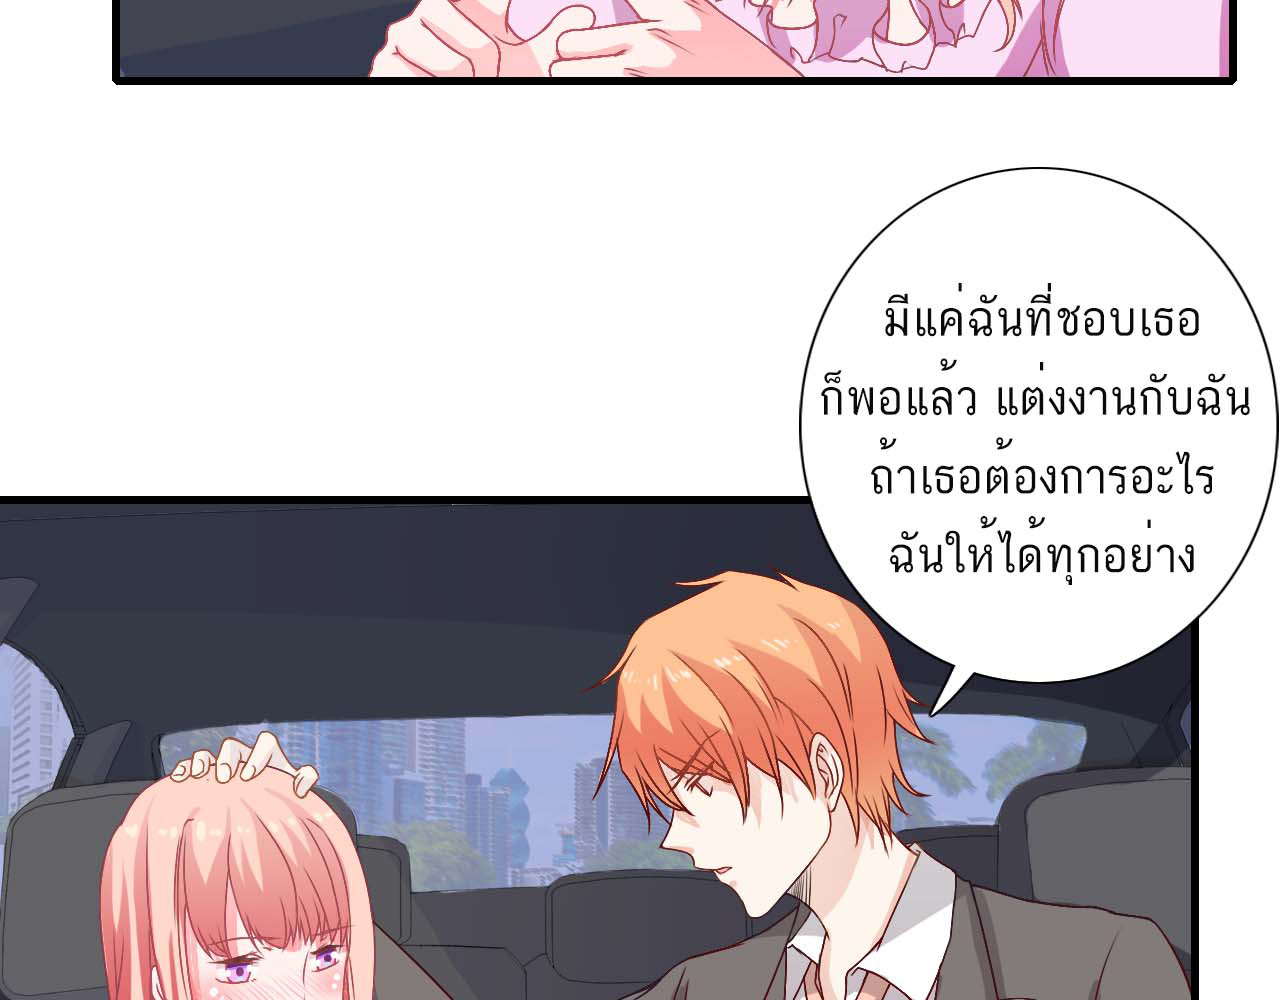 มีแค่ฉันที่ชอบเธอ
ก็พอแล้ว แต่งงานกับฉัน
ถ้าเธอต้องการอะไร
ฉันให้ได้ทุกอย่าง